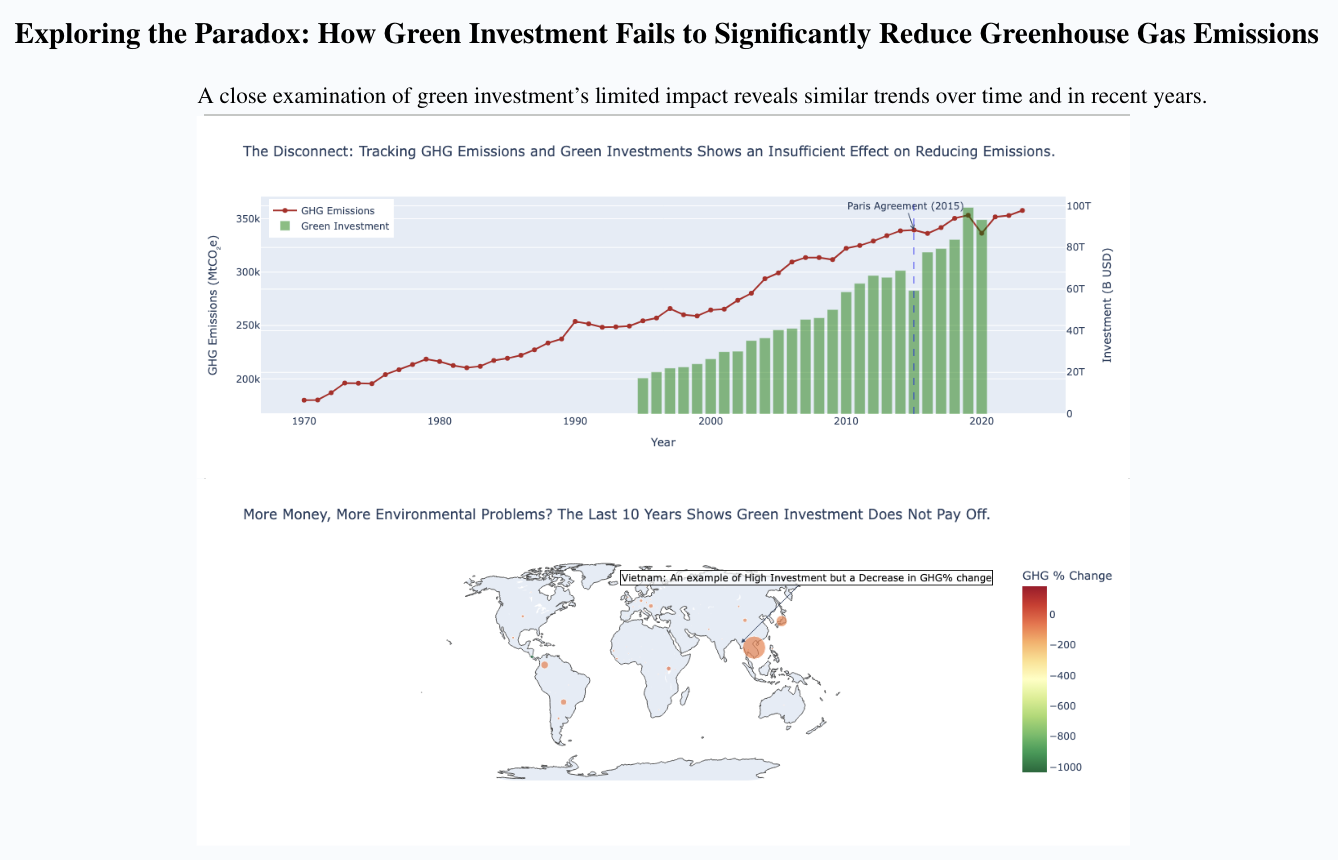 Exploring the Paradox: How Green Investment Fails to Significantly Reduce Greenhouse Gas Emissions
A close examination of green investment’s limited impact reveals similar trends over time and in recent years.
The Disconnect: Tracking GHG Emissions and Green Investments Shows an Insufficient Effect on Reducing Emissions.
GHG Emissions
Green Investment
Paris Agreement (2015)
GHG Emissions (MtCO₂e)
350k
300k
250k
200k
100T
80T
60T
40T
20T
0
Investment (B USD)
1970 1980 1990 2000 2010 2020
Year
More Money, More Environmental Problems? The Last 10 Years Shows Green Investment Does Not Pay Off.
Vietnam: An example of High Investment but a Decrease in GHG% change
GHG % Change
0
−200
−400
−600
−800
−1000